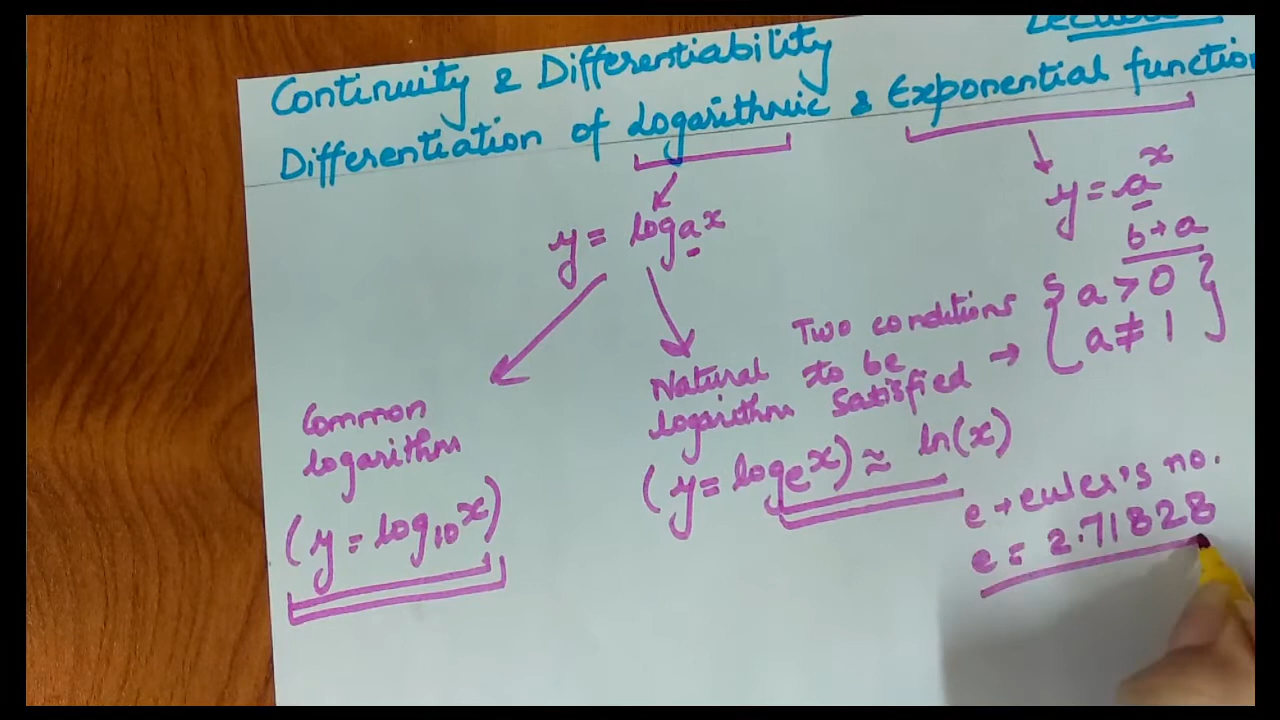 Continuity & Differentiability
Differentiation of Logarithmic & Exponential function
y = logₐx
y = aˣ
b → a
Two conditions
to be
satisfied →
{ a > 0
a ≠ 1 }
Common
logarithm
(y = log₁₀x)
Natural
logarithm
(y = logₑx) ≈ ln(x)
e → euler's no.
e = 2.71828